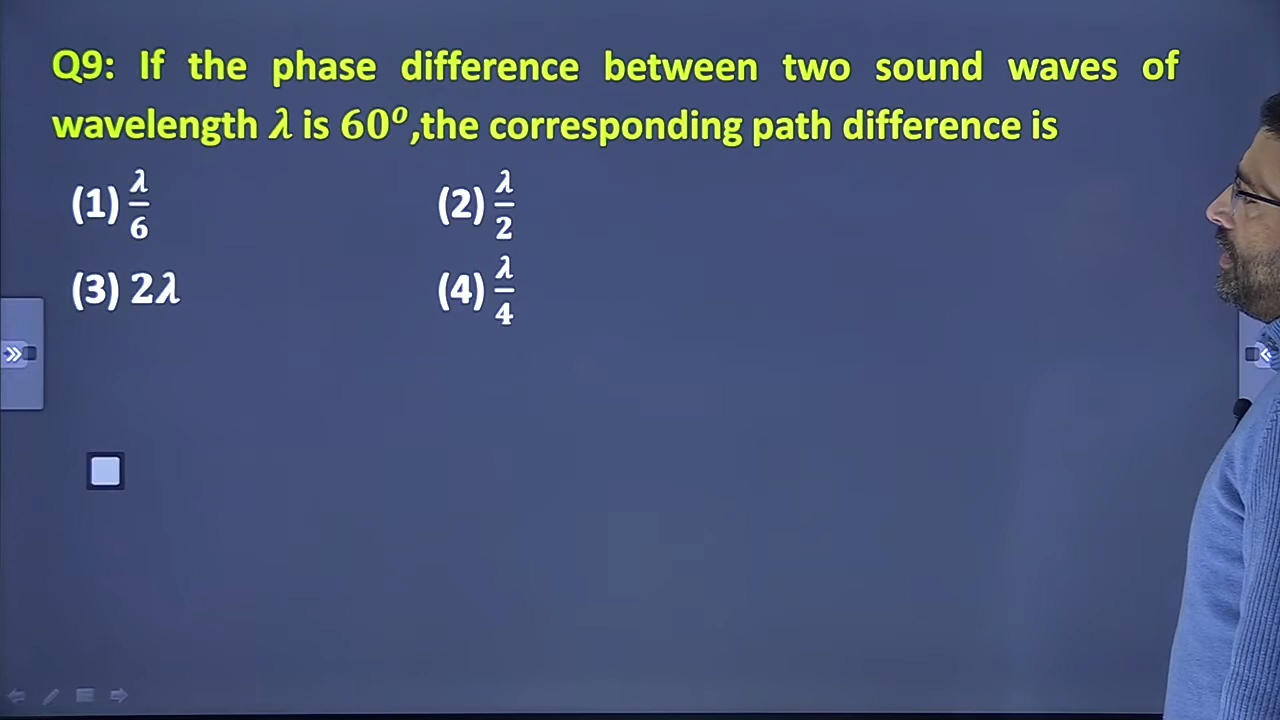 Q9: If the phase difference between two sound waves of
wavelength λ is 60°,the corresponding path difference is
(1) λ/6 (2) λ/2
(3) 2λ (4) λ/4